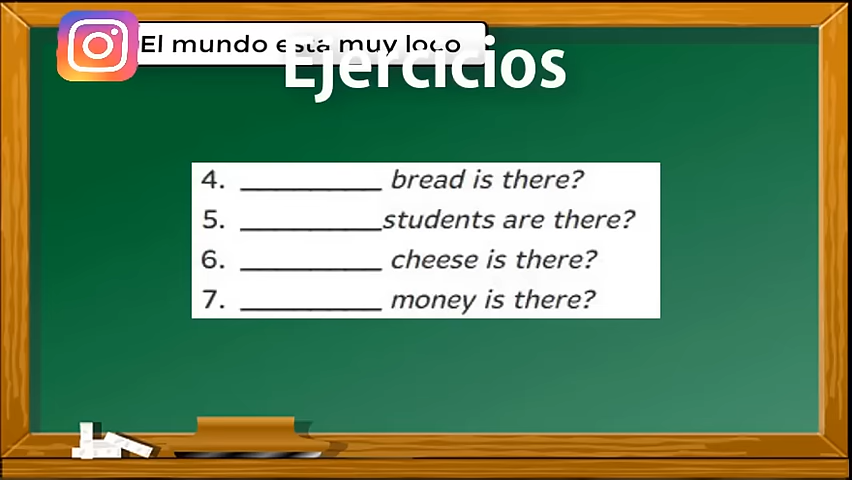 El mundo está muy loco
Ejercicios
4. __________ bread is there?
5. __________students are there?
6. __________ cheese is there?
7. __________ money is there?